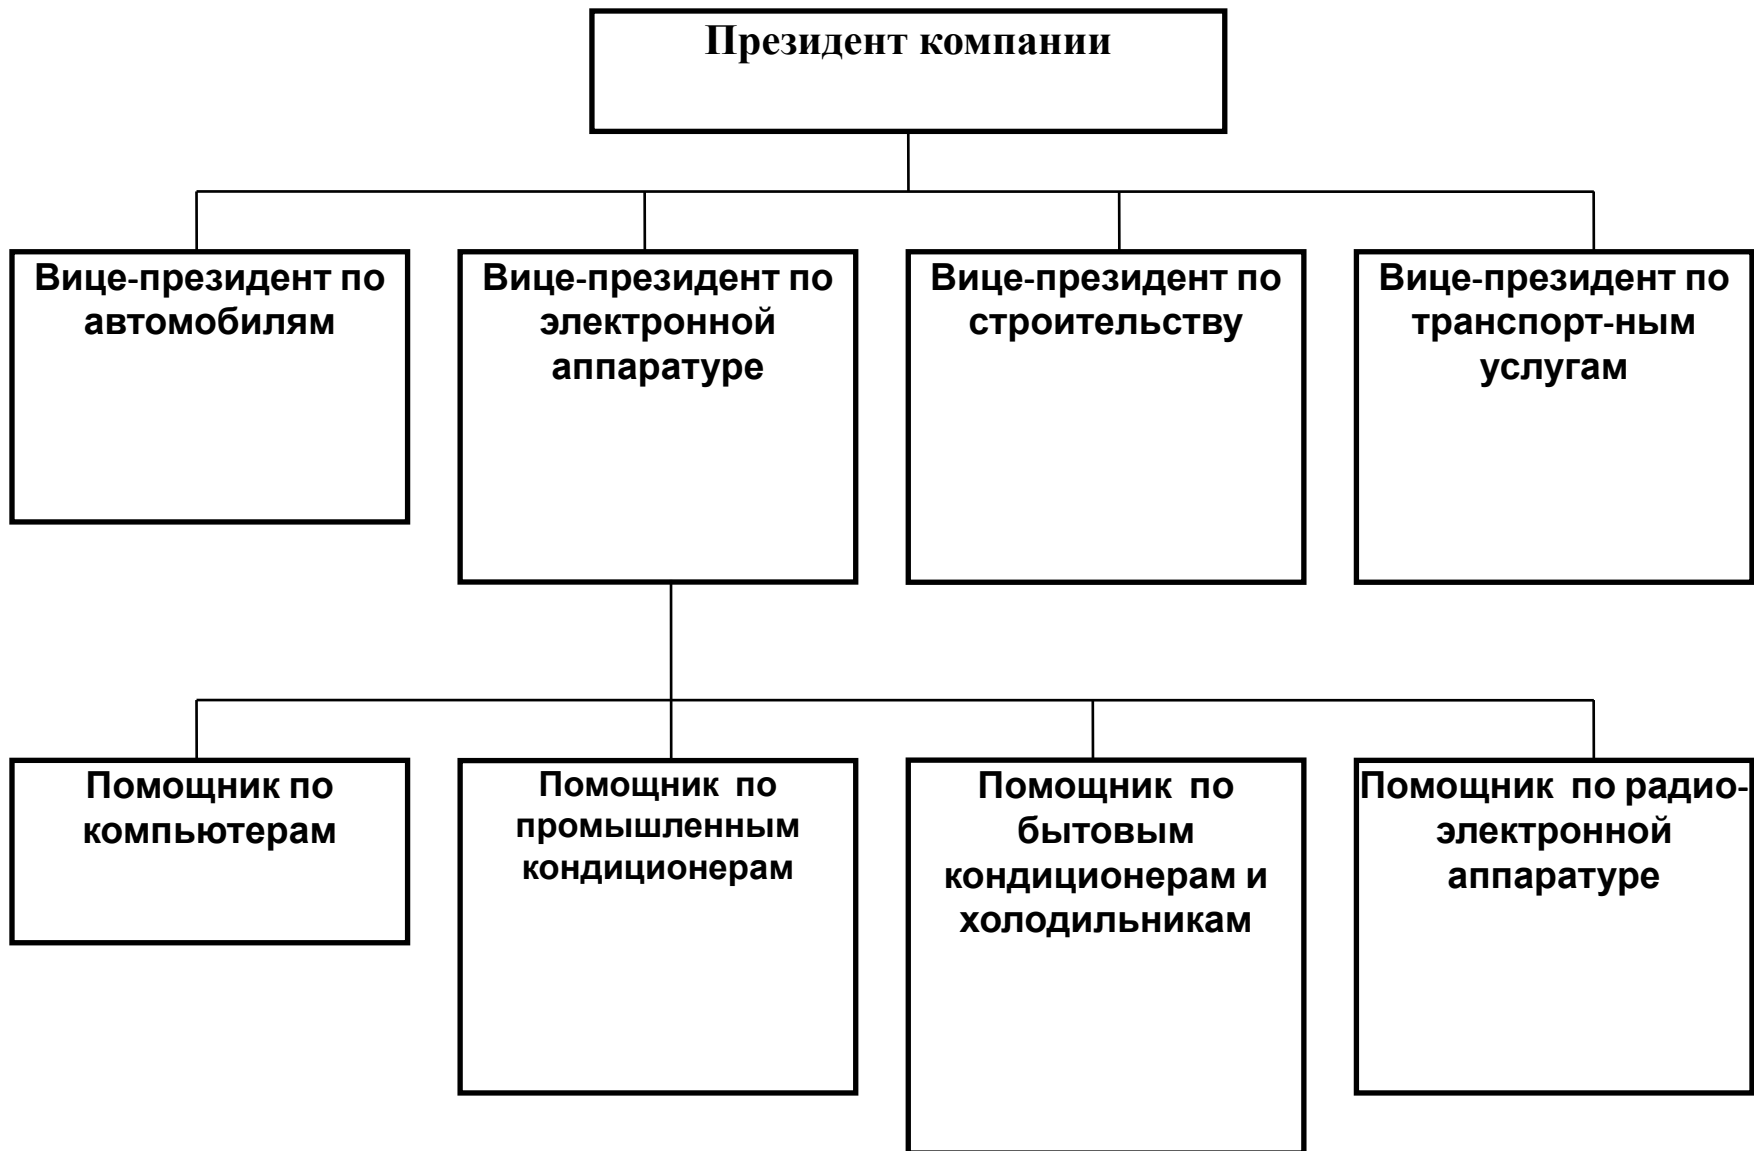 Президент компании
Вице-президент по
автомобилям
Вице-президент по
электронной
аппаратуре
Вице-президент по
строительству
Вице-президент по
транспорт-ным
услугам
Помощник по
компьютерам
Помощник по
промышленным
кондиционерам
Помощник по
бытовым
кондиционерам и
холодильникам
Помощник по радио-
электронной
аппаратуре